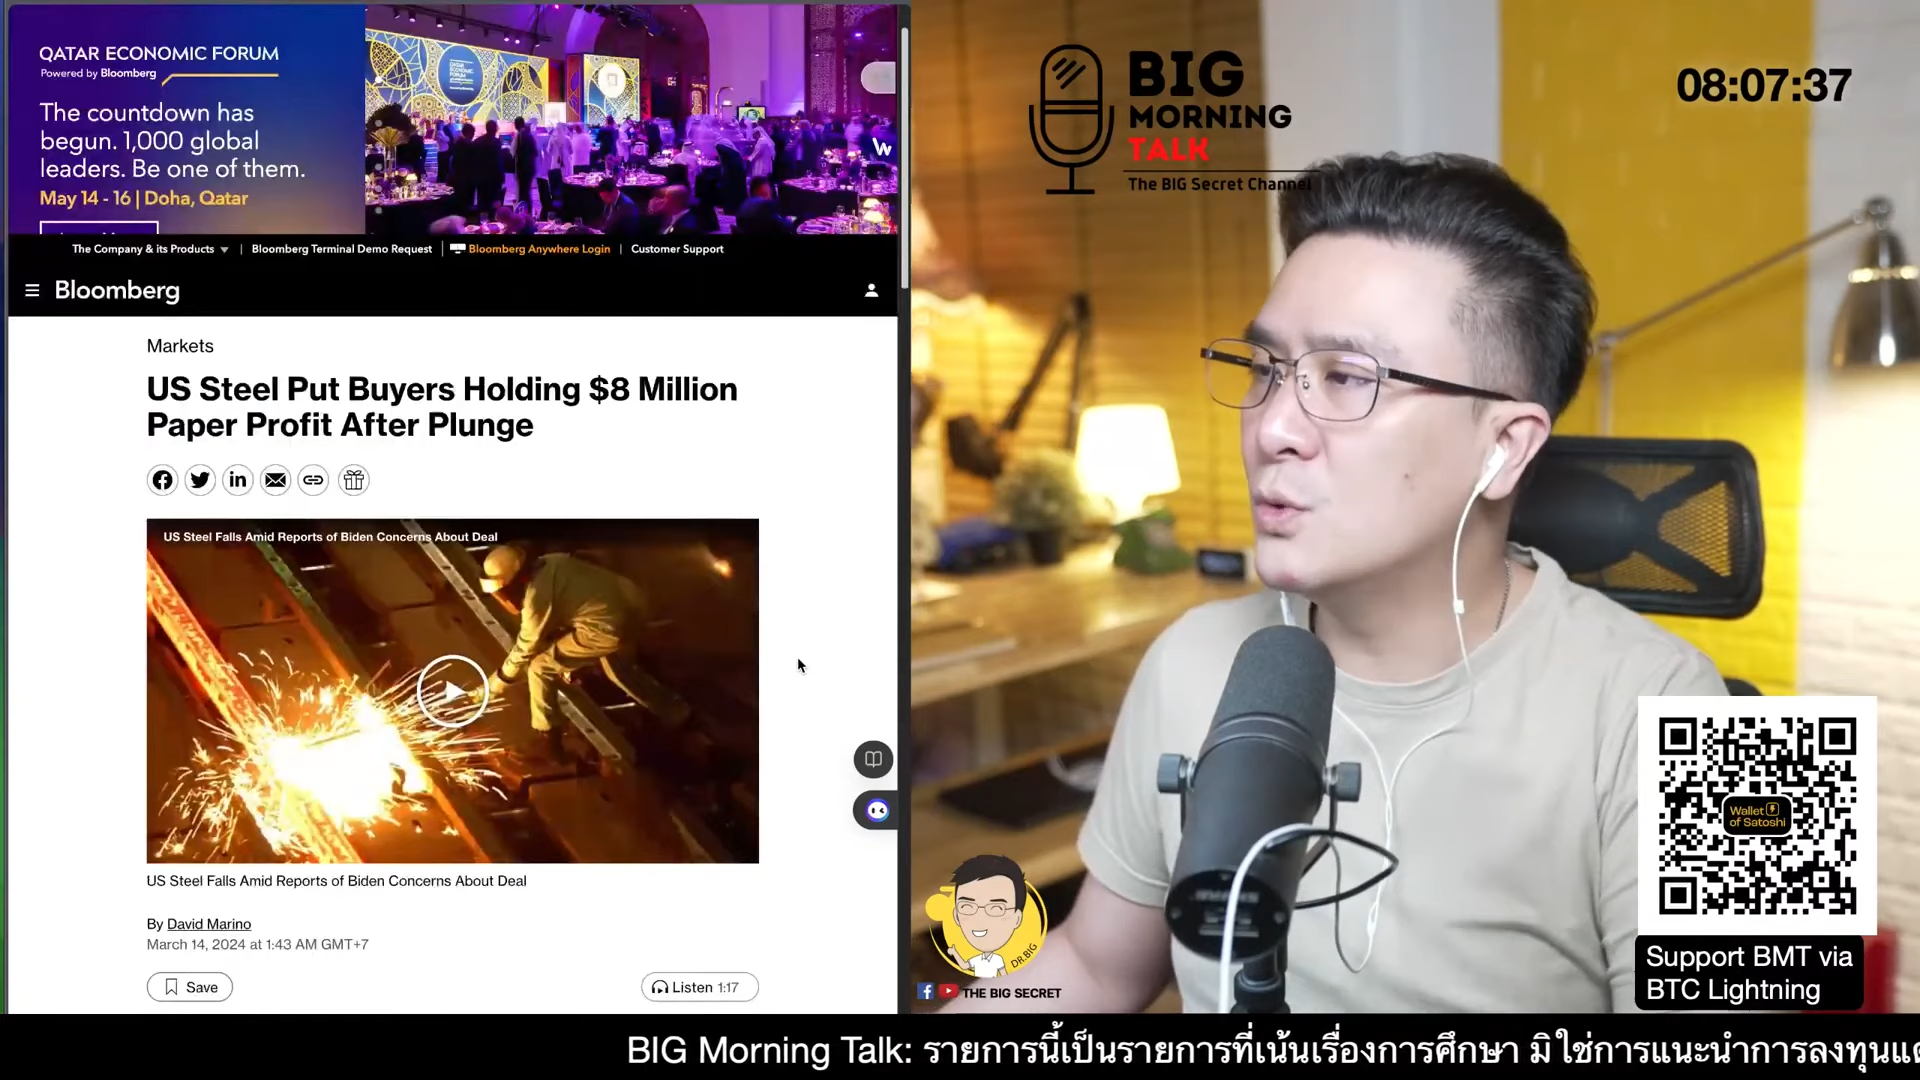 QATAR ECONOMIC FORUM
Powered by Bloomberg
The countdown has
begun. 1,000 global
leaders. Be one of them.
May 14 - 16 | Doha, Qatar
The Company & its Products
Bloomberg Terminal Demo Request
Bloomberg Anywhere Login
Customer Support
Bloomberg
Markets
US Steel Put Buyers Holding $8 Million
Paper Profit After Plunge
US Steel Falls Amid Reports of Biden Concerns About Deal
US Steel Falls Amid Reports of Biden Concerns About Deal
By David Marino
March 14, 2024 at 1:43 AM GMT+7
Save
Listen 1:17
BIG
MORNING
TALK
The BIG Secret Channel
08:07:37
DR.BIG
THE BIG SECRET
Wallet
of Satoshi
Support BMT via
BTC Lightning
BIG Morning Talk: รายการนี้เป็นรายการที่เน้นเรื่องการศึกษา มิใช่การแนะนำการลงทุน